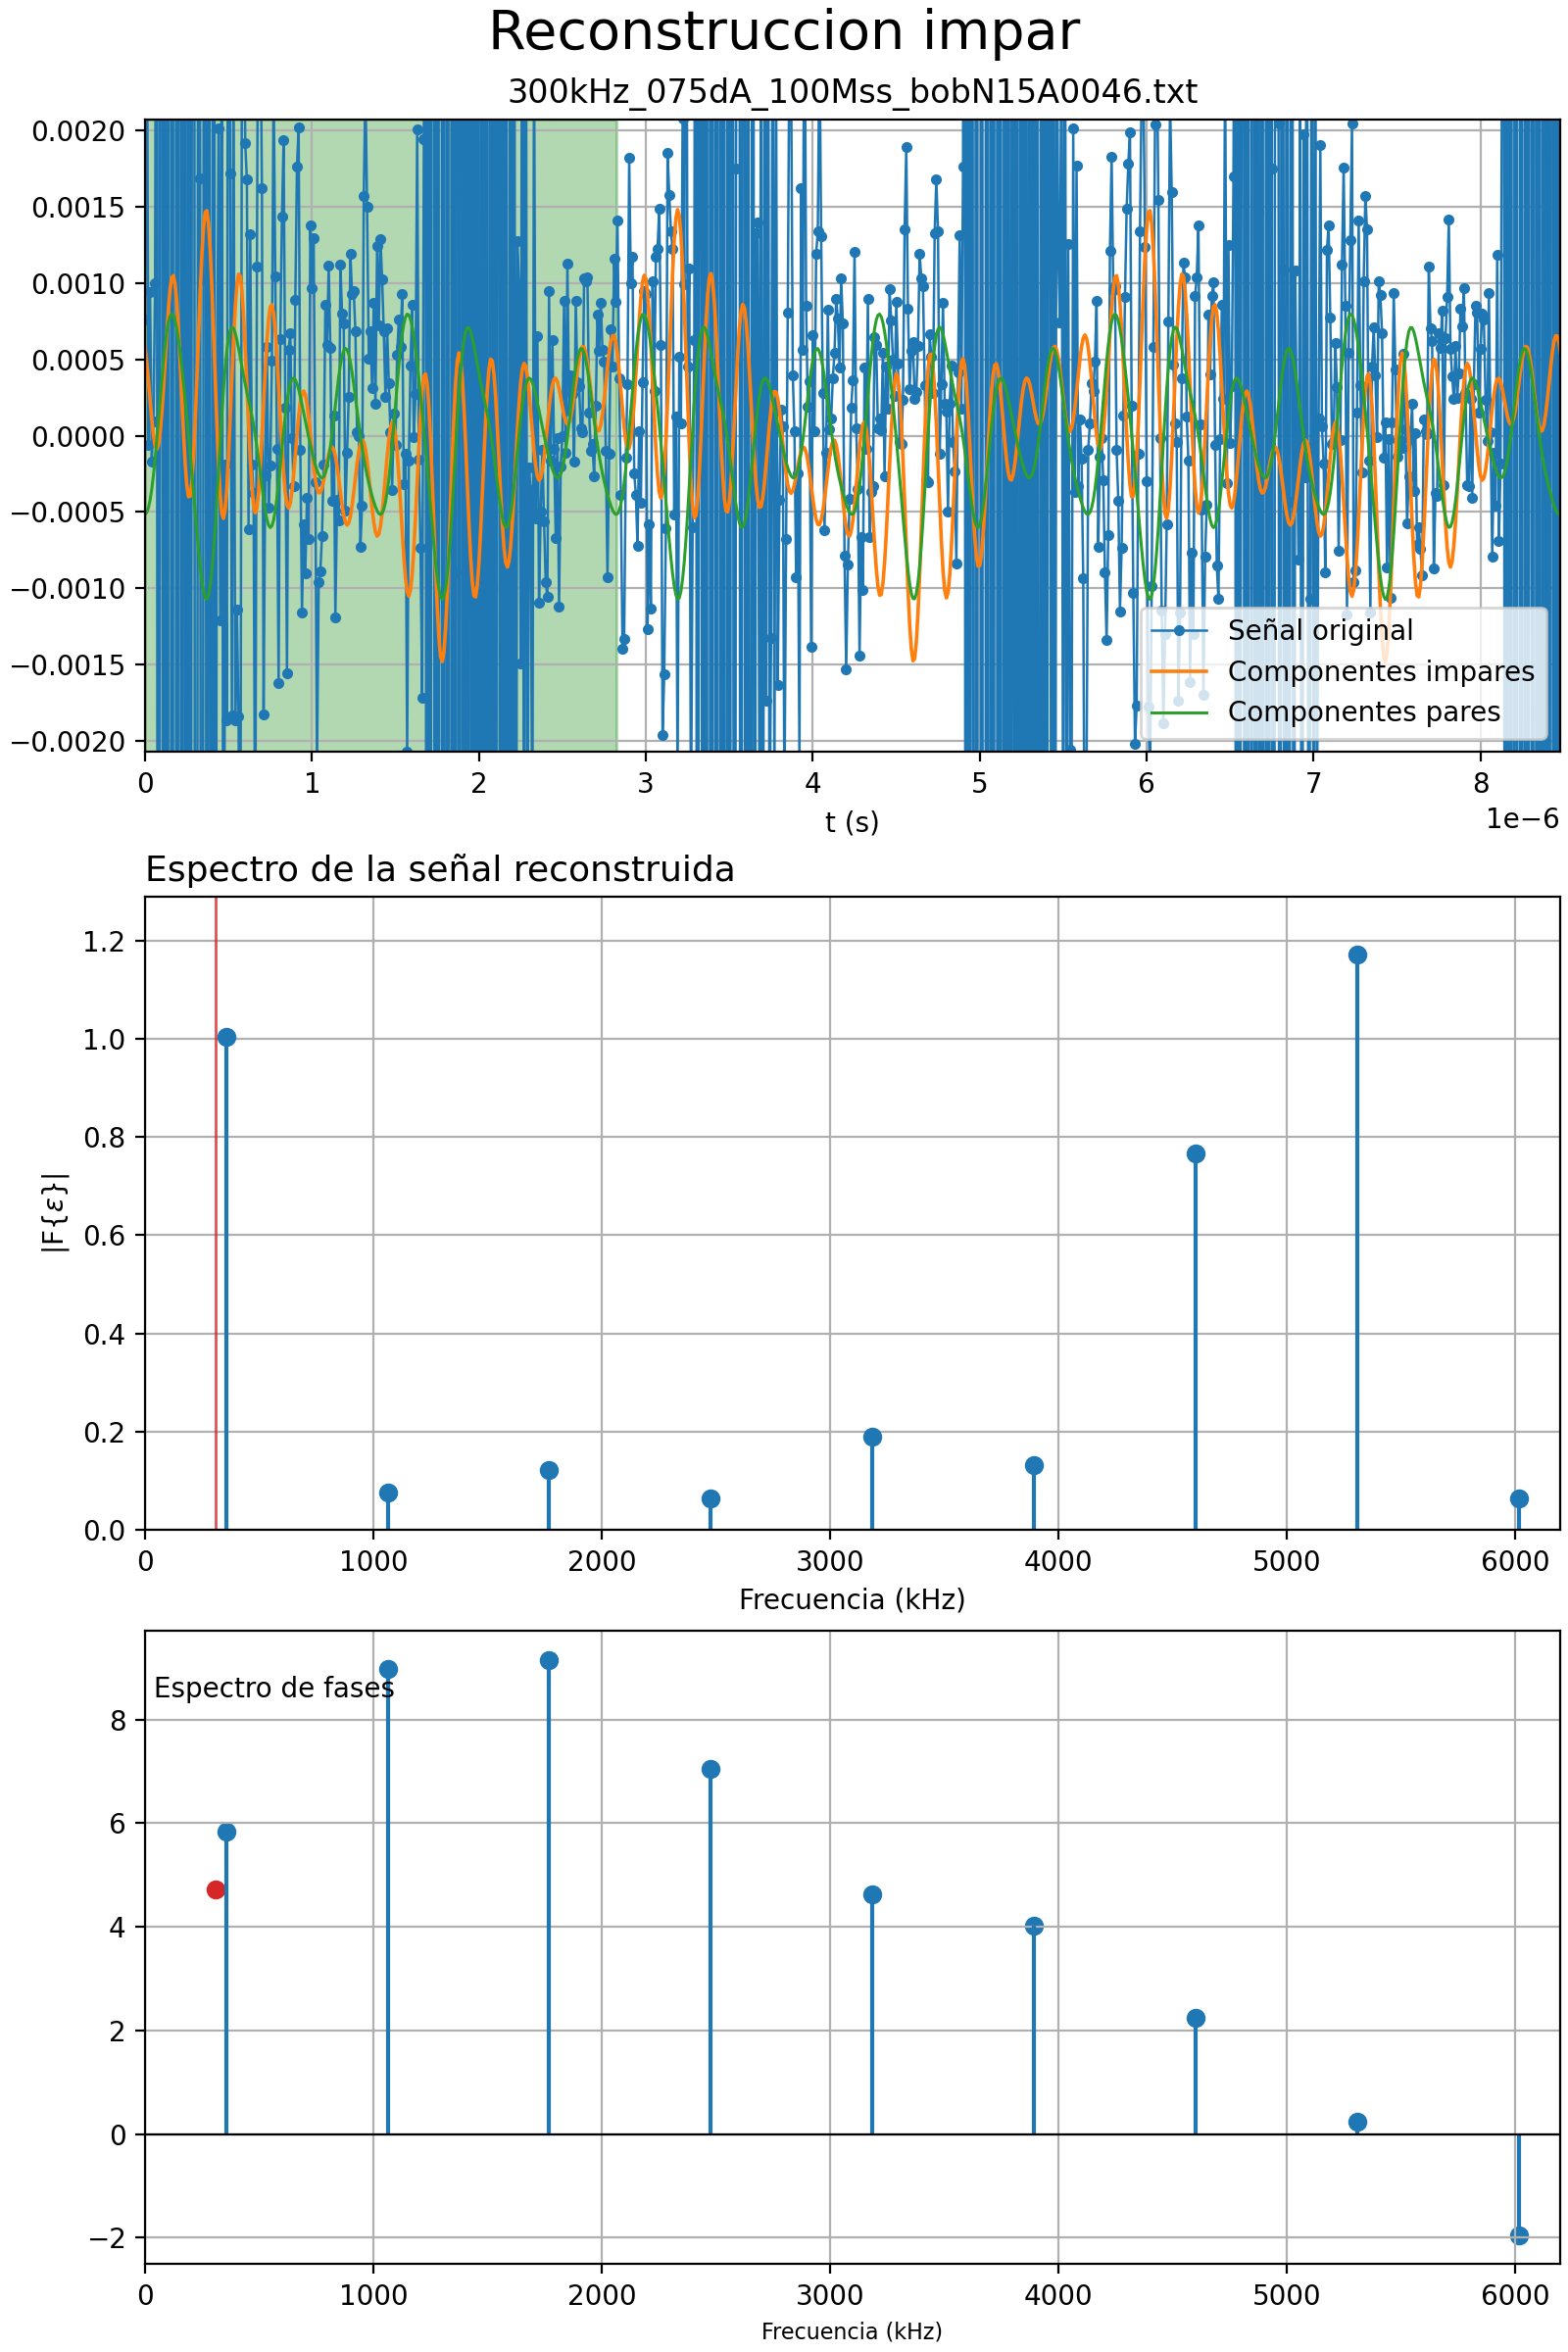 Reconstruccion impar
300kHz_075dA_100Mss_bobN15A0046.txt
0.0020
0.0015
0.0010
0.0005
0.0000
−0.0005
−0.0010
−0.0015
−0.0020
Señal original
Componentes impares
Componentes pares
0 1 2 3 4 5 6 7 8
1e−6
t (s)
Espectro de la señal reconstruida
1.2
1.0
0.8
0.6
0.4
0.2
0.0
|F{ε}|
0 1000 2000 3000 4000 5000 6000
Frecuencia (kHz)
Espectro de fases
8
6
4
2
0
−2
0 1000 2000 3000 4000 5000 6000
Frecuencia (kHz)